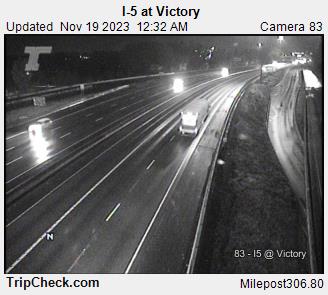 I-5 at Victory
Updated Nov 19 2023 12:32 AM Camera 83
T
N
83 - I5 @ Victory
TripCheck.com Milepost306.80